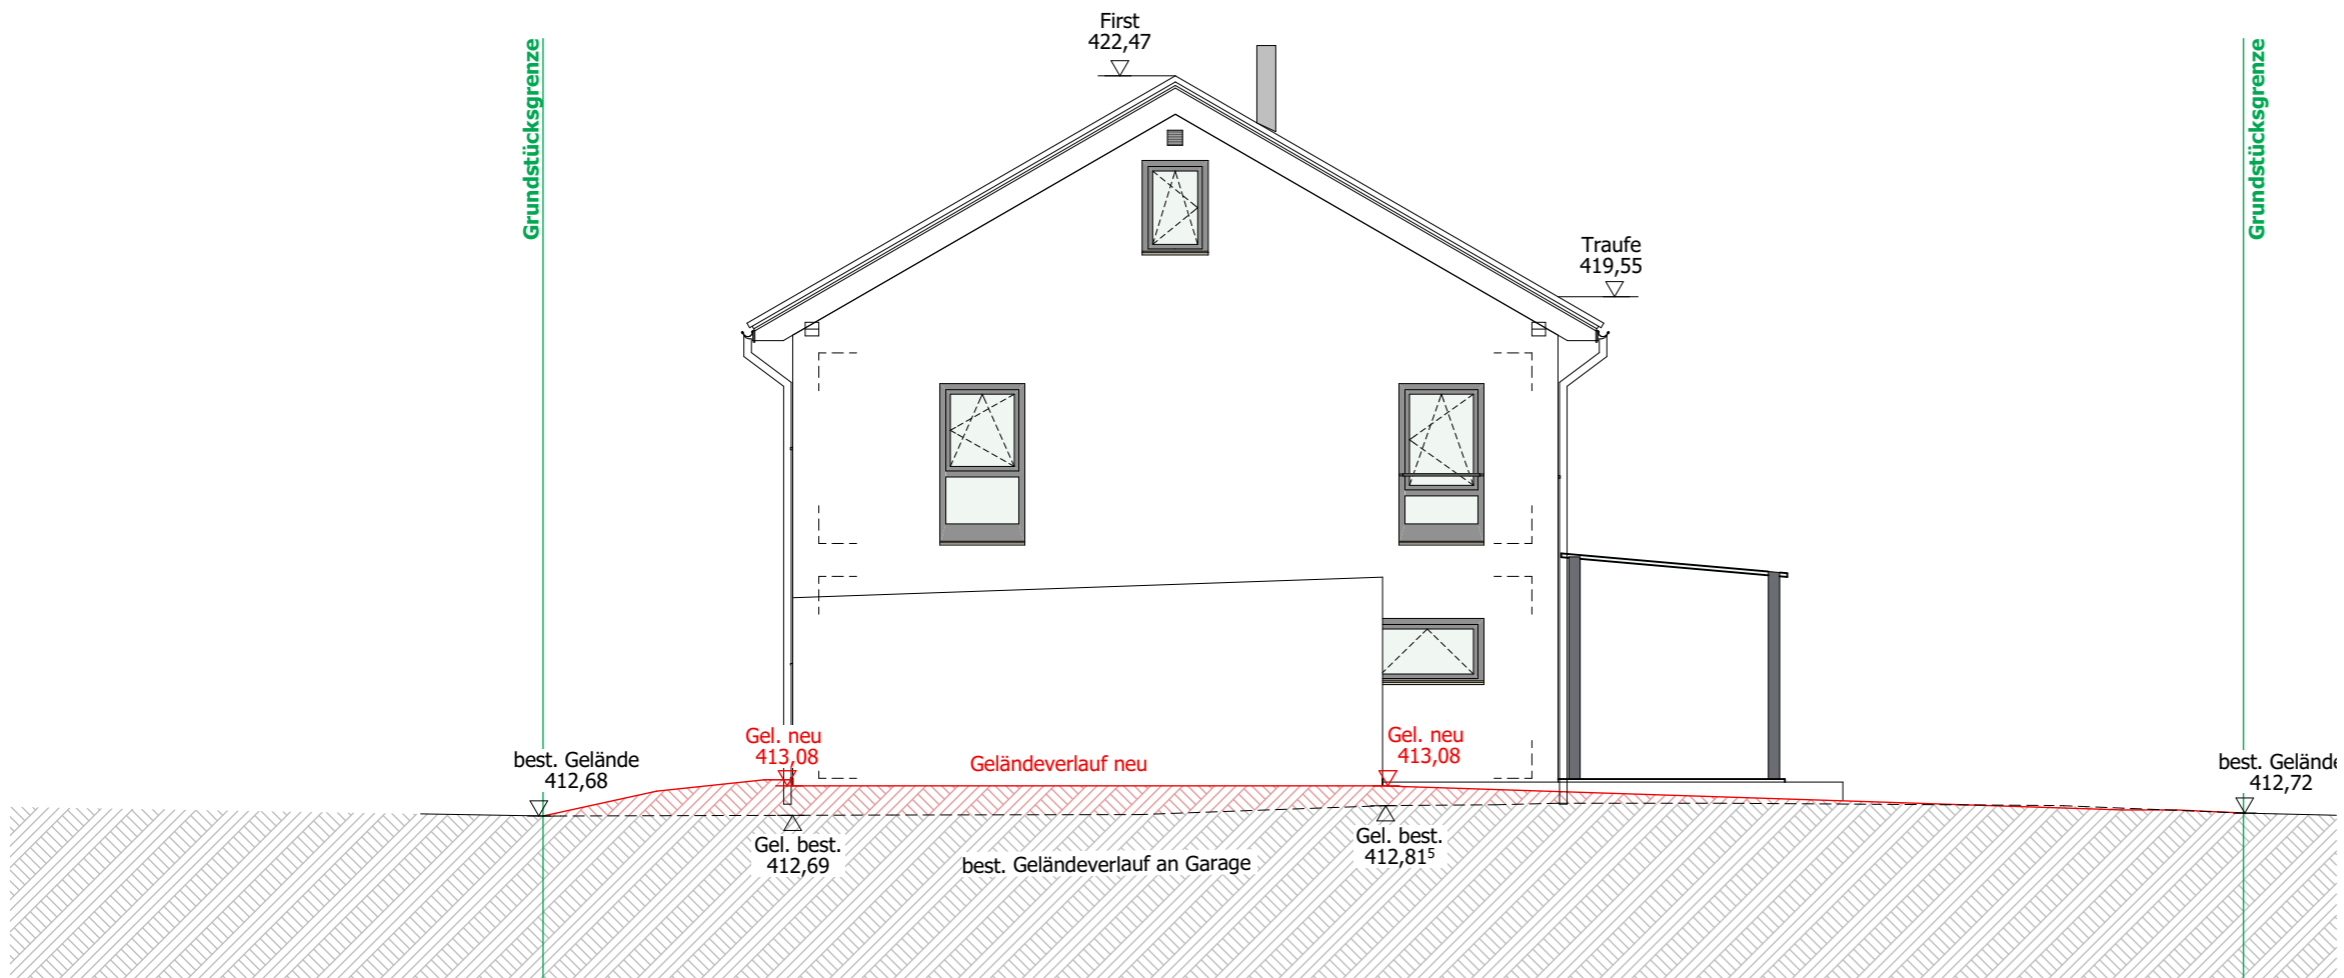 First
422,47
Grundstücksgrenze
Grundstücksgrenze
Traufe
419,55
Gel. neu
413,08
Geländeverlauf neu
Gel. neu
413,08
best. Gelände
412,68
best. Gelände
412,72
Gel. best.
412,69
best. Geländeverlauf an Garage
Gel. best.
412,81⁵